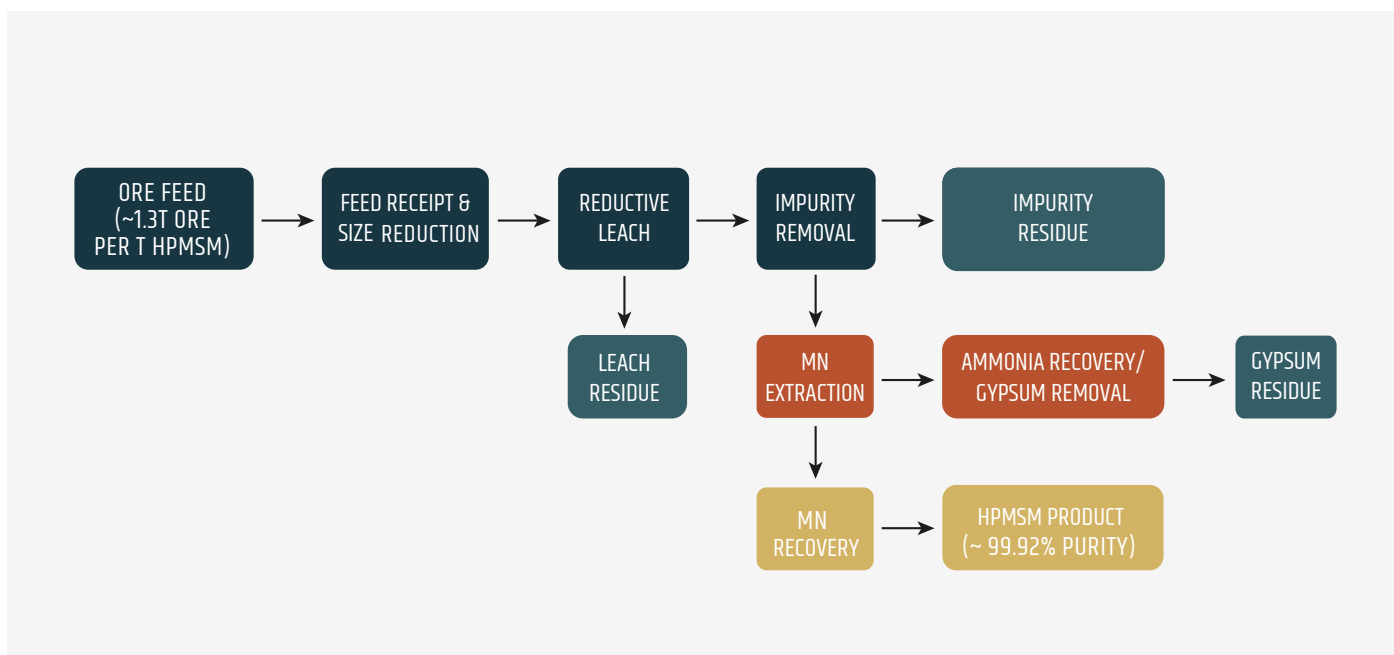 ORE FEED
(~1.3T ORE
PER T HPMSM)
FEED RECEIPT &
SIZE REDUCTION
REDUCTIVE
LEACH
IMPURITY
REMOVAL
IMPURITY
RESIDUE
LEACH
RESIDUE
MN
EXTRACTION
AMMONIA RECOVERY/
GYPSUM REMOVAL
GYPSUM
RESIDUE
MN
RECOVERY
HPMSM PRODUCT
(~ 99.92% PURITY)